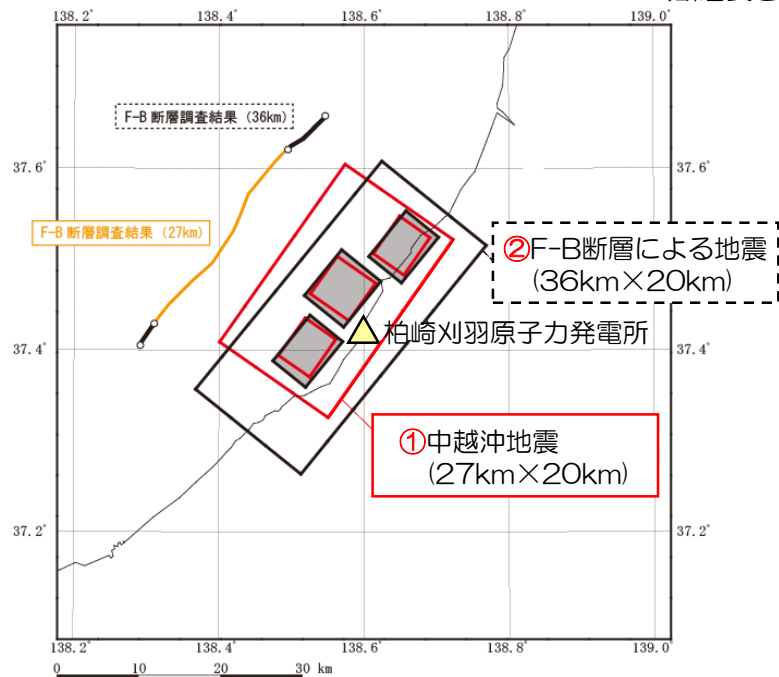 138.2° 138.4° 138.6° 138.8° 139.0°
F-B 断層調査結果 (36km)
37.6° 37.6°
F-B 断層調査結果 (27km)
②F-B断層による地震
(36km×20km)
37.4° 37.4°
柏崎刈羽原子力発電所
①中越沖地震
(27km×20km)
37.2° 37.2°
138.2° 138.4° 138.6° 138.8° 139.0°
0 10 20 30 km